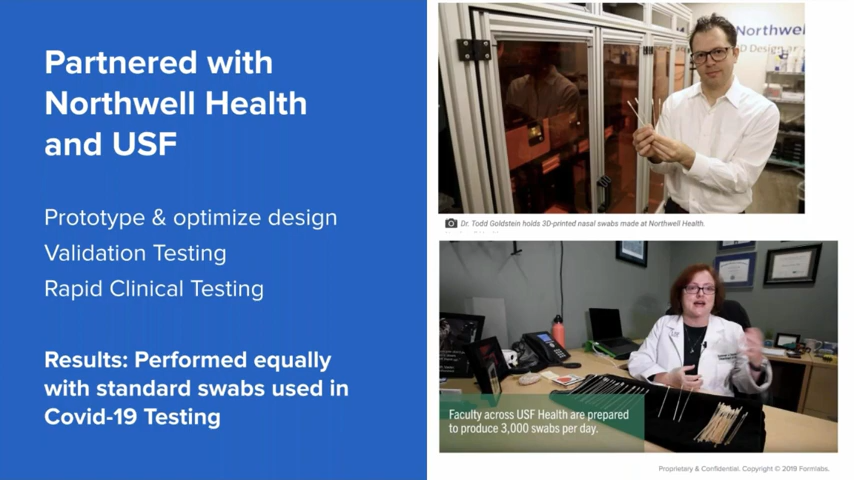 Partnered with
Northwell Health
and USF
Prototype & optimize design
Validation Testing
Rapid Clinical Testing
Results: Performed equally
with standard swabs used in
Covid-19 Testing
Northwel
Dr. Todd Goldstein holds 3D-printed nasal swabs made at Northwell Health.
Faculty across USF Health are prepared
to produce 3,000 swabs per day.
Proprietary & Confidential. Copyright © 2019 Formlabs.